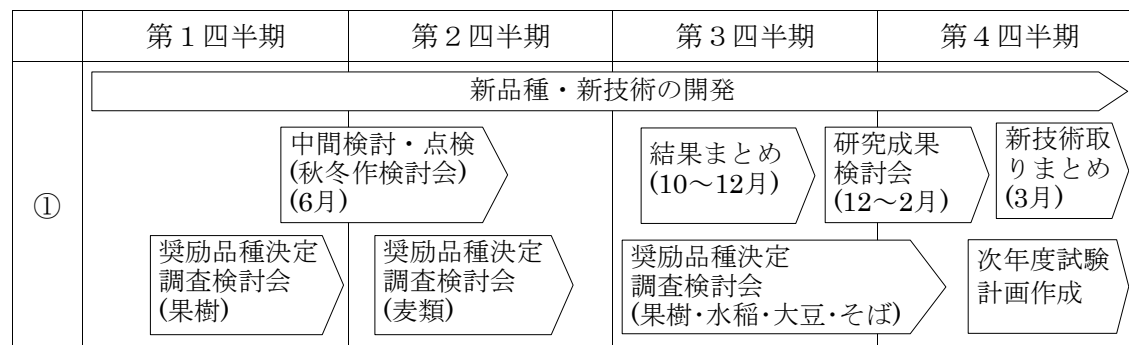 第1四半期
第2四半期
第3四半期
第4四半期
①
新品種・新技術の開発
中間検討・点検
(秋冬作検討会)
(6月)
結果まとめ
(10～12月)
研究成果
検討会
(12～2月)
新技術取
りまとめ
(3月)
奨励品種決定
調査検討会
(果樹)
奨励品種決定
調査検討会
(麦類)
奨励品種決定
調査検討会
(果樹・水稲・大豆・そば)
次年度試験
計画作成